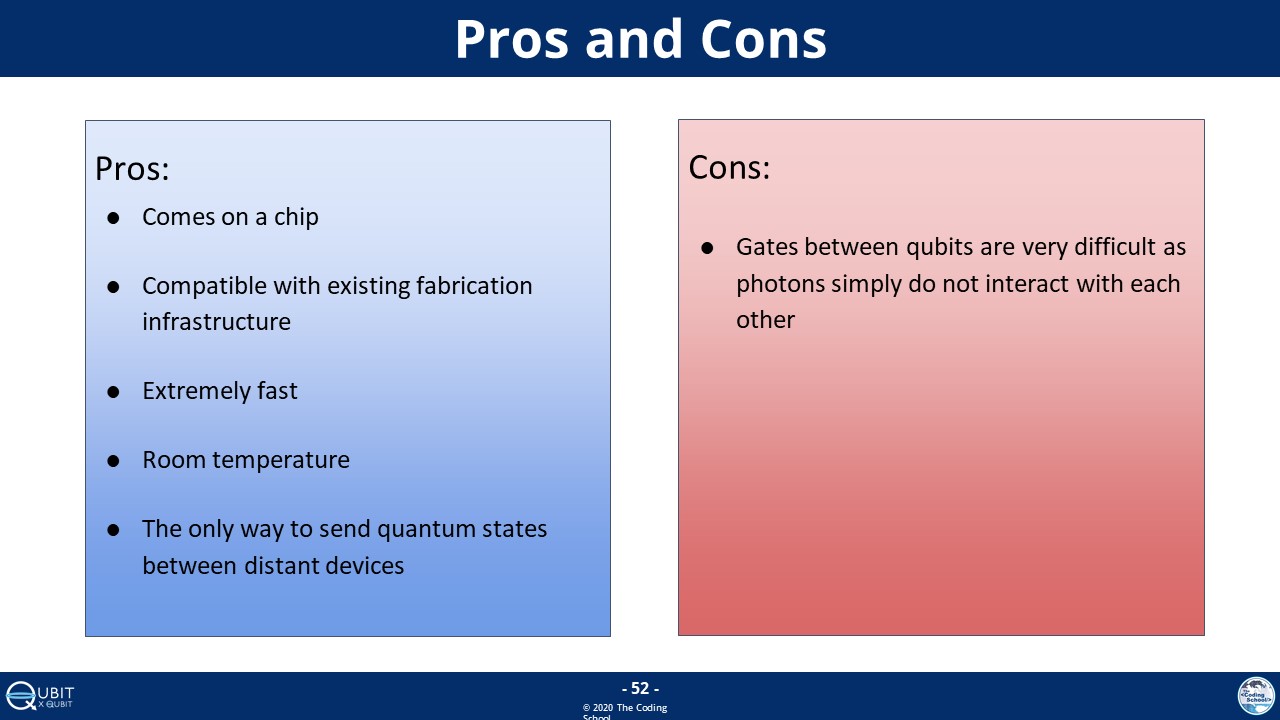 Pros and Cons
Pros:
● Comes on a chip
● Compatible with existing fabrication
infrastructure
● Extremely fast
● Room temperature
● The only way to send quantum states
between distant devices
Cons:
● Gates between qubits are very difficult as
photons simply do not interact with each
other
QUBIT
X QUBIT
- 52 -
© 2020 The Coding
School
The
<Coding
School/>